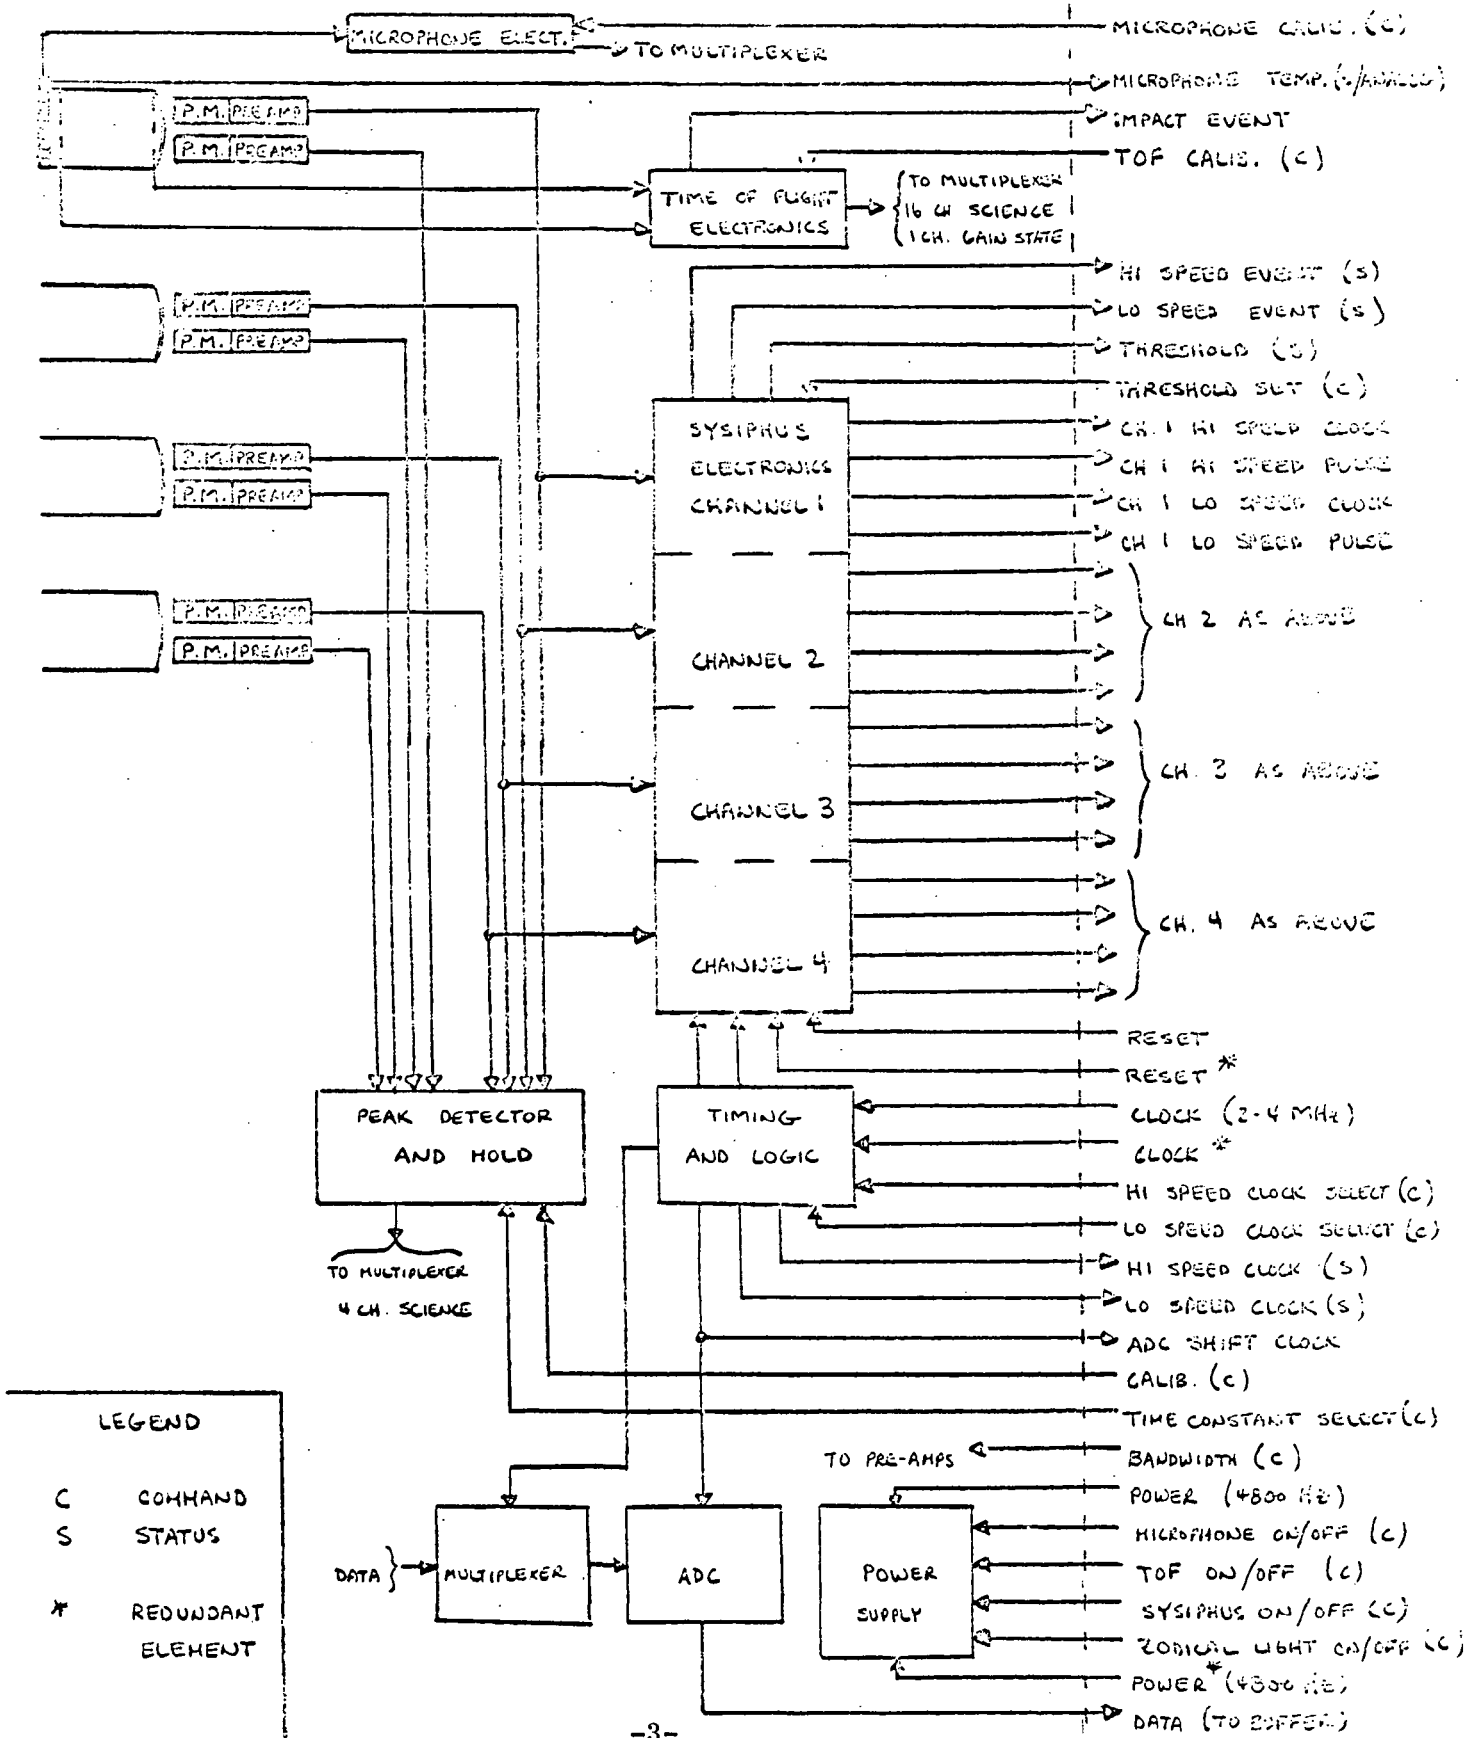 MICROPHONE ELECT.
TO MULTIPLEXER
MICROPHONE CALIB. (C)
MICROPHONE TEMP.
IMPACT EVENT
TOF CALIB. (C)
P.M. PREAMP
P.M. PREAMP
TIME OF FLIGHT
ELECTRONICS
TO MULTIPLEXER
16 CH SCIENCE
1 CH. GAIN STATE
HI SPEED EVENT (S)
LO SPEED EVENT (S)
THRESHOLD (S)
THRESHOLD SET (C)
P.M. PREAMP
P.M. PREAMP
SYSIPHUS
ELECTRONICS
CHANNEL 1
CH. 1 HI SPEED CLOCK
CH 1 HI SPEED PULSE
CH 1 LO SPEED CLOCK
CH 1 LO SPEED PULSE
P.M. PREAMP
P.M. PREAMP
CH 2 AS ABOVE
P.M. PREAMP
P.M. PREAMP
CHANNEL 2
CH. 3 AS ABOVE
CHANNEL 3
CH. 4 AS ABOVE
CHANNEL 4
RESET
RESET *
PEAK DETECTOR
AND HOLD
TIMING
AND LOGIC
CLOCK (2-4 MHz)
CLOCK *
HI SPEED CLOCK SELECT (C)
LO SPEED CLOCK SELECT (C)
HI SPEED CLOCK (S)
LO SPEED CLOCK (S)
ADC SHIFT CLOCK
TO MULTIPLEXER
4 CH. SCIENCE
CALIB. (C)
TIME CONSTANT SELECT (C)
TO PRE-AMPS
BANDWIDTH (C)
POWER (4800 Hz)
MICROPHONE ON/OFF (C)
TOF ON/OFF (C)
SYSIPHUS ON/OFF (C)
ZODICAL LIGHT ON/OFF (C)
POWER* (4800 Hz)
DATA (TO BUFFER)
DATA
MULTIPLEXER
ADC
POWER
SUPPLY
LEGEND
C COMMAND
S STATUS
* REDUNDANT
ELEMENT
-3-